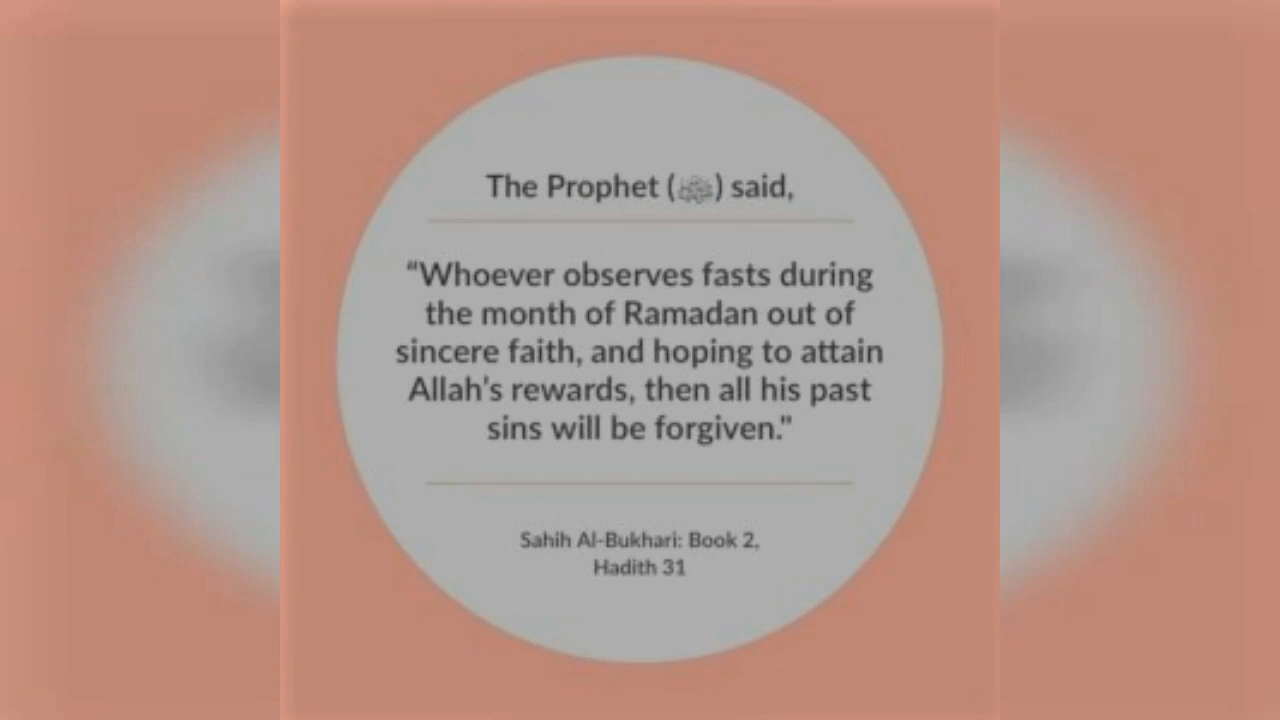 The Prophet (ﷺ) said,
“Whoever observes fasts during
the month of Ramadan out of
sincere faith, and hoping to attain
Allah's rewards, then all his past
sins will be forgiven."
Sahih Al-Bukhari: Book 2,
Hadith 31